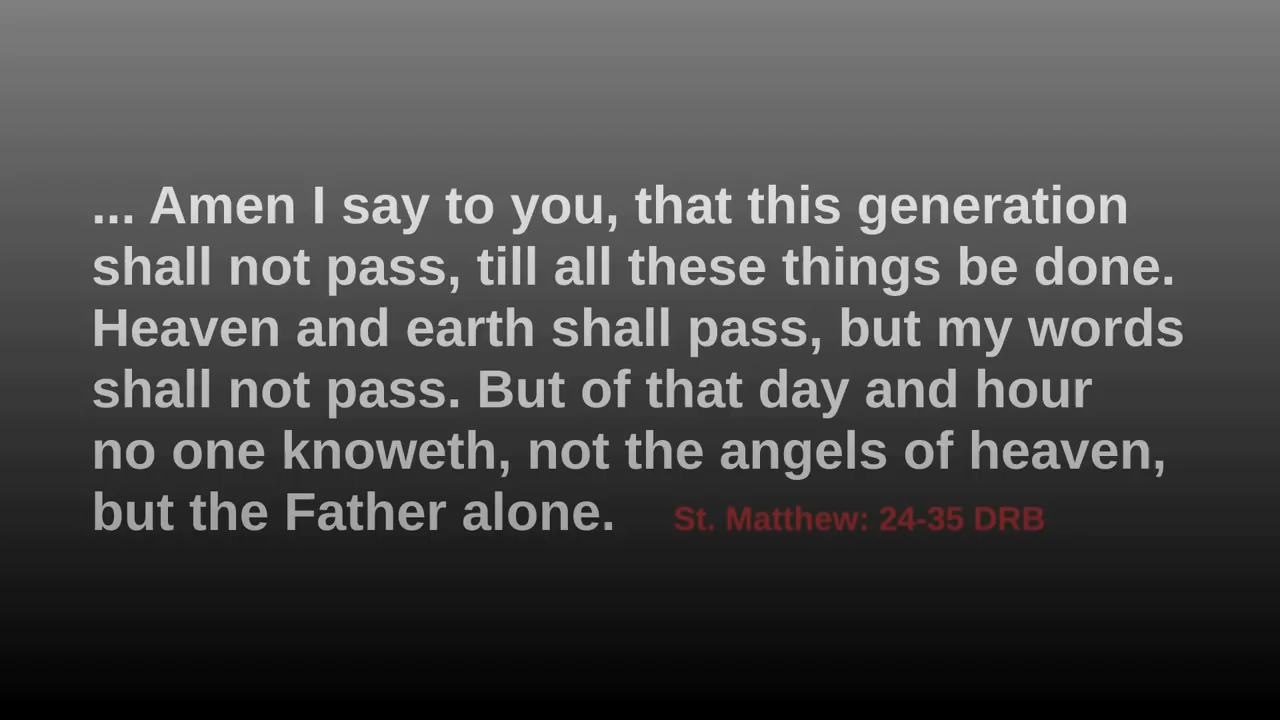 ... Amen I say to you, that this generation
shall not pass, till all these things be done.
Heaven and earth shall pass, but my words
shall not pass. But of that day and hour
no one knoweth, not the angels of heaven,
but the Father alone. St. Matthew: 24-35 DRB